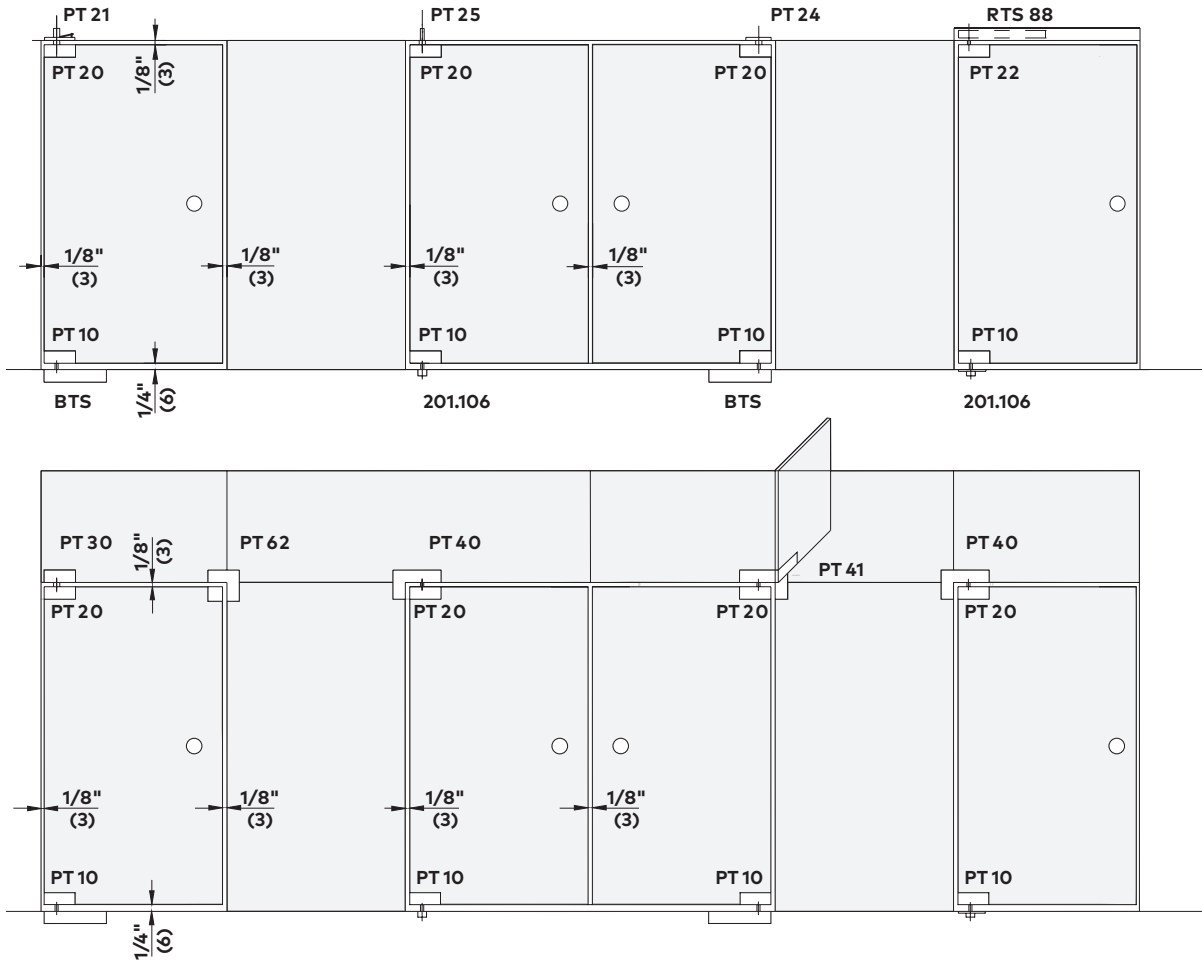 PT 21
PT 25
PT 24
RTS 88
PT 20
1/8"
(3)
PT 20
PT 20
PT 22
1/8"
(3)
1/8"
(3)
1/8"
(3)
1/8"
(3)
PT 10
PT 10
PT 10
PT 10
BTS
1/4"
(6)
201.106
BTS
201.106
PT 30
1/8"
(3)
PT 62
PT 40
PT 41
PT 40
PT 20
PT 20
PT 20
PT 20
1/8"
(3)
1/8"
(3)
1/8"
(3)
1/8"
(3)
PT 10
PT 10
PT 10
PT 10
1/4"
(6)